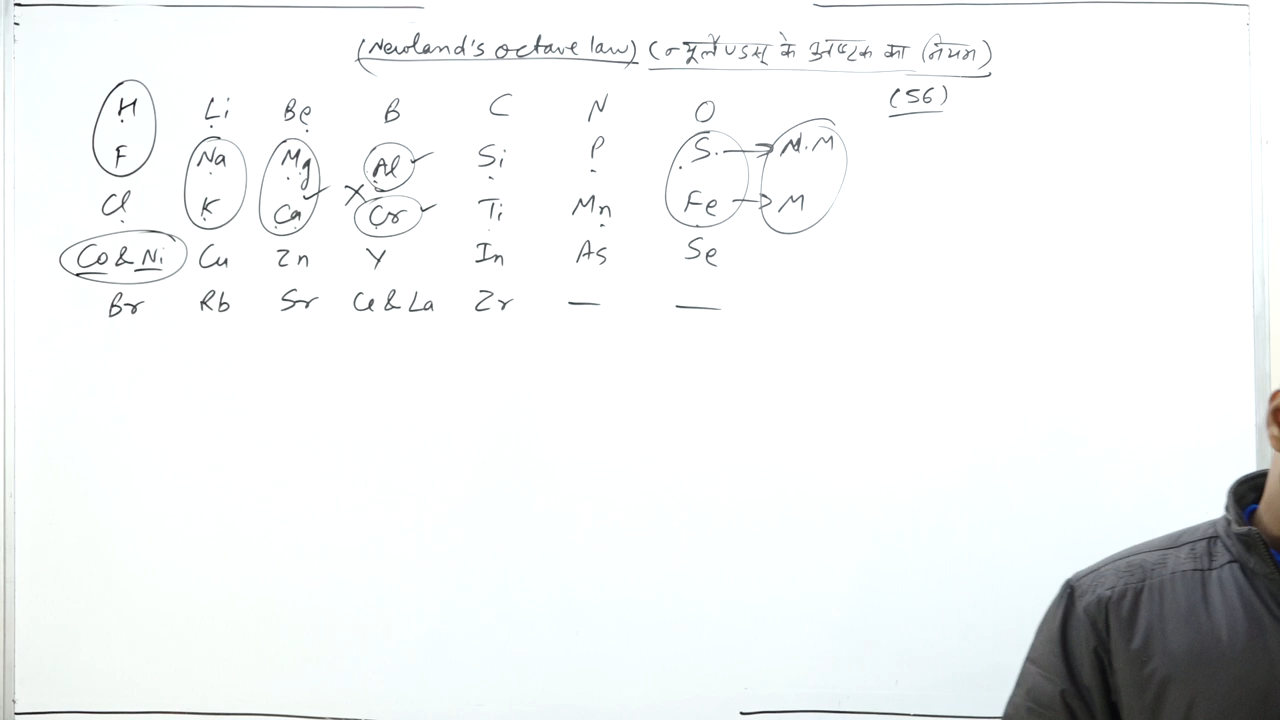 (Newland's octave law) (न्यूलैण्ड्स के अष्टक का नियम)
(56)
H Li Be B C N O
F Na Mg Al ✓ Si P S → N.M
Cl K Ca ✓ × Cr ✓ Ti Mn Fe → M
Co & Ni Cu Zn Y In As Se
Br Rb Sr Ce & La Zr — —